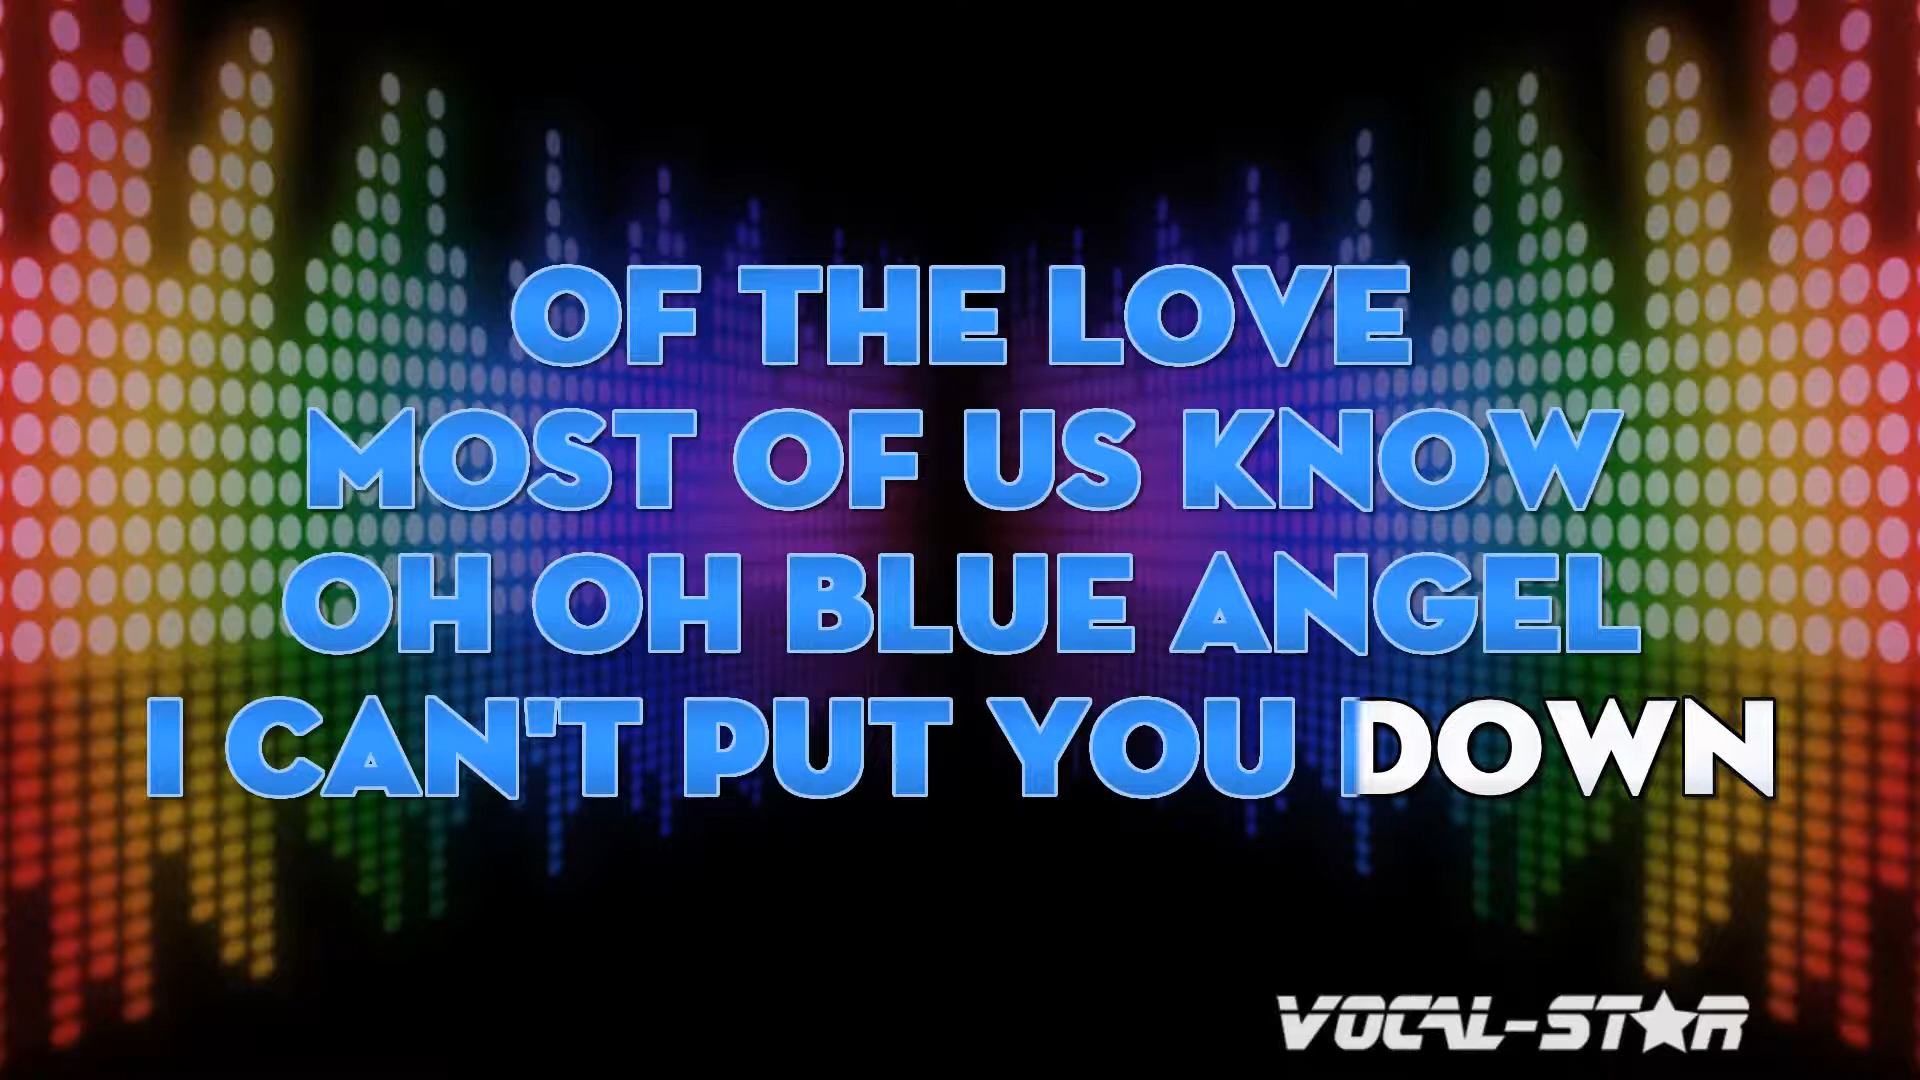 OF THE LOVE
MOST OF US KNOW
OH OH BLUE ANGEL
I CAN'T PUT YOU DOWN
VOCAL-STAR